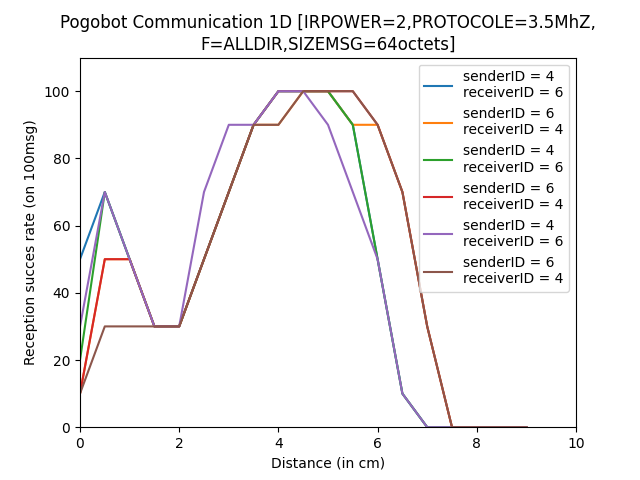 Pogobot Communication 1D [IRPOWER=2,PROTOCOLE=3.5MhZ,
F=ALLDIR,SIZEMSG=64octets]
senderID = 4
receiverID = 6
senderID = 6
receiverID = 4
senderID = 4
receiverID = 6
senderID = 6
receiverID = 4
senderID = 4
receiverID = 6
senderID = 6
receiverID = 4
Reception succes rate (on 100msg)
100
80
60
40
20
0
0
2
4
6
8
10
Distance (in cm)